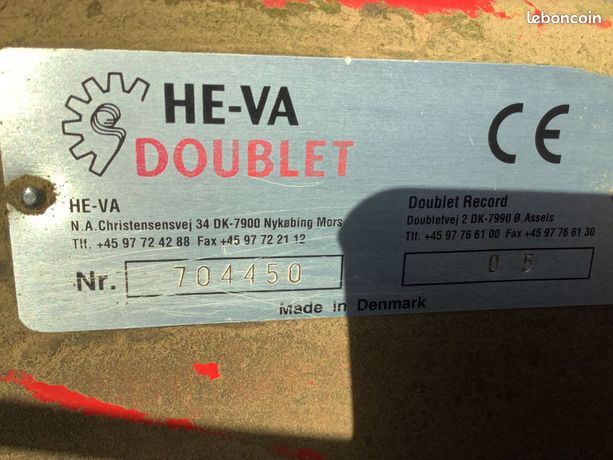 leboncoin
HE-VA
DOUBLET
CE
HE-VA
N.A.Christensensvej 34 DK-7900 Nykøbing Mors
Tlf. +45 97 72 42 88 Fax +45 97 72 21 12
Doublet Record
Doubletvej 2 DK-7990 Ø.Assels
Tlf. +45 97 76 61 00 Fax +45 97 76 61 30
Nr. 704450
05
Made in Denmark